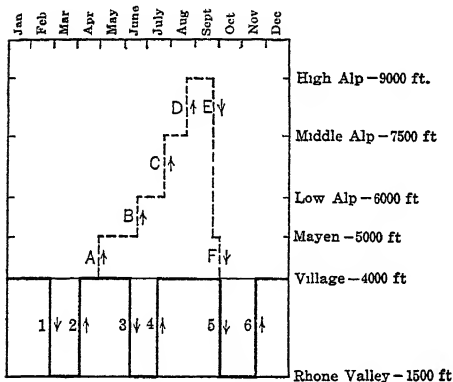 Jan Feb Mar Apr May June July Aug Sept Oct Nov Dec
High Alp - 9000 ft.
D E
Middle Alp - 7500 ft
C
Low Alp - 6000 ft
B
Mayen - 5000 ft
A F
Village - 4000 ft
1 2 3 4 5 6
Rhone Valley - 1500 ft